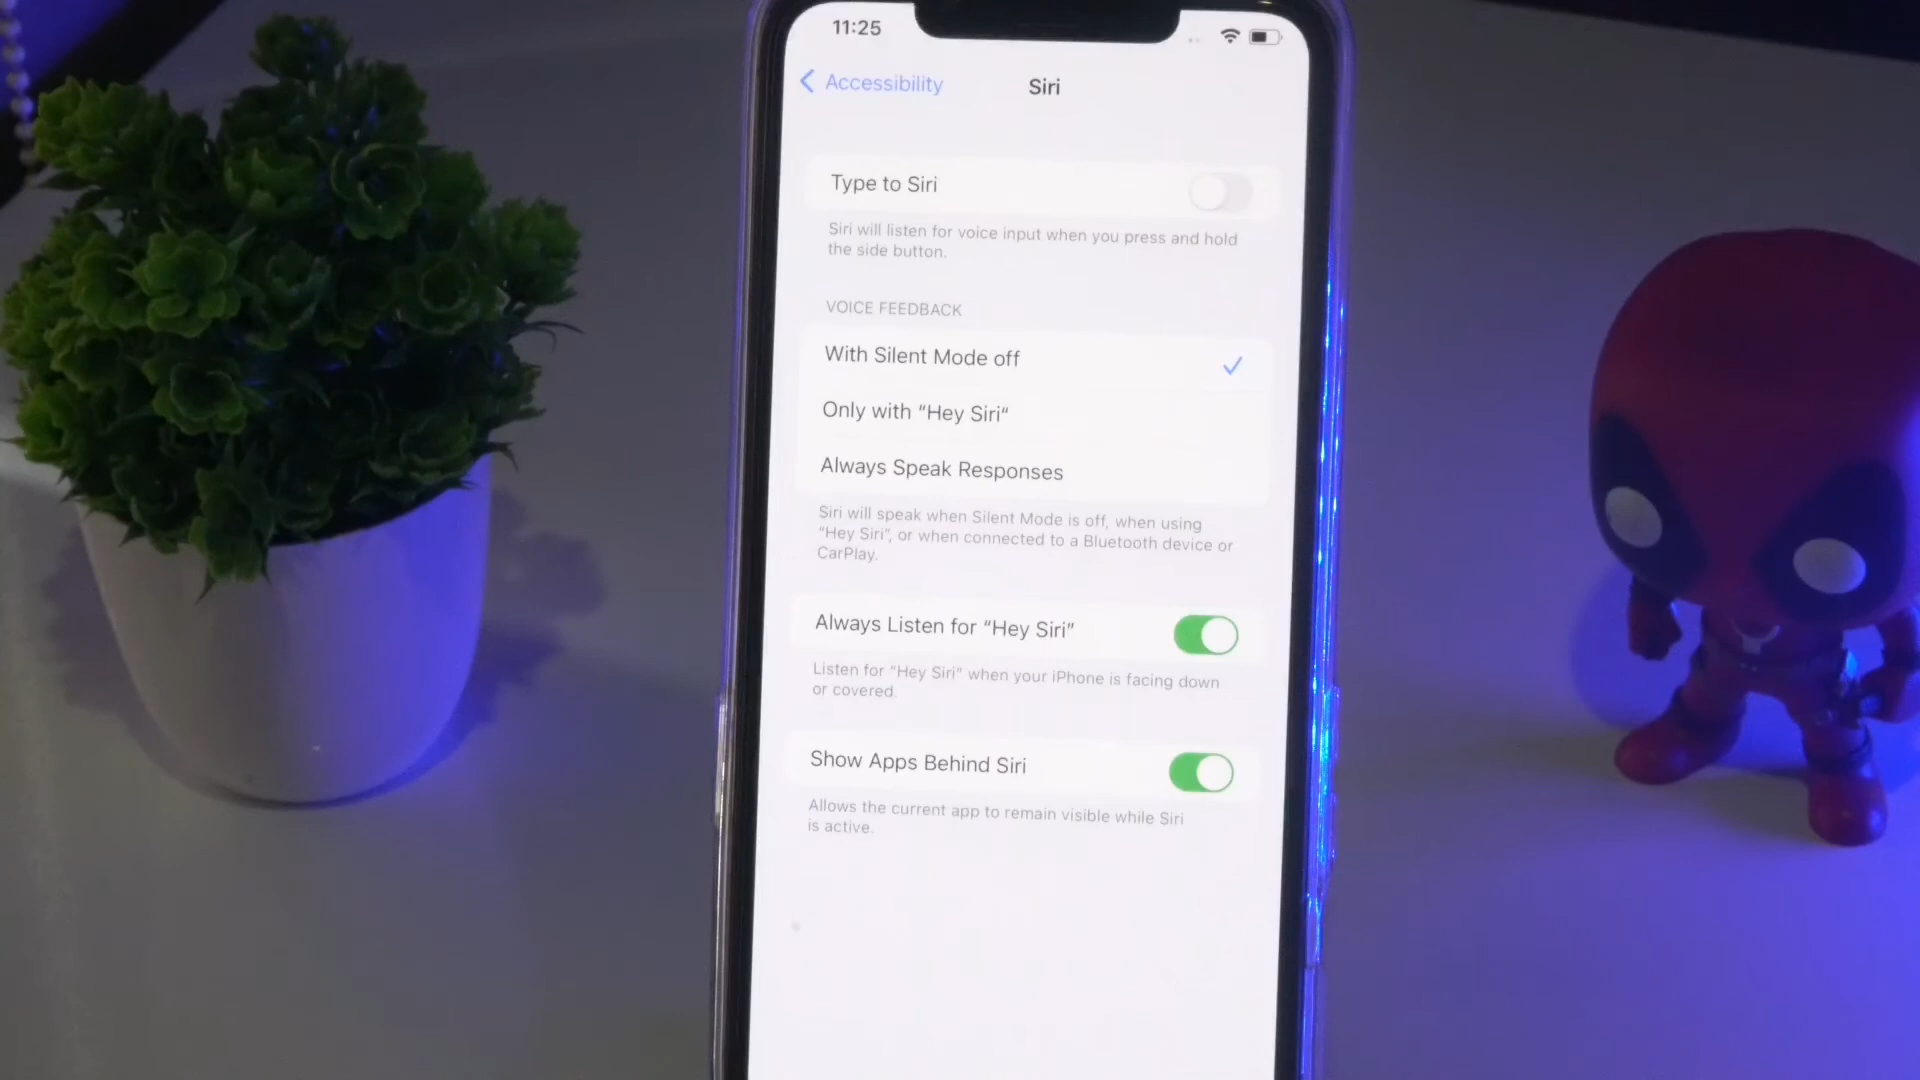 11:25
Accessibility
Siri
Type to Siri
Siri will listen for voice input when you press and hold
the side button.
VOICE FEEDBACK
With Silent Mode off
Only with “Hey Siri“
Always Speak Responses
Siri will speak when Silent Mode is off, when using
“Hey Siri”, or when connected to a Bluetooth device or
CarPlay.
Always Listen for “Hey Siri”
Listen for “Hey Siri” when your iPhone is facing down
or covered.
Show Apps Behind Siri
Allows the current app to remain visible while Siri
is active.